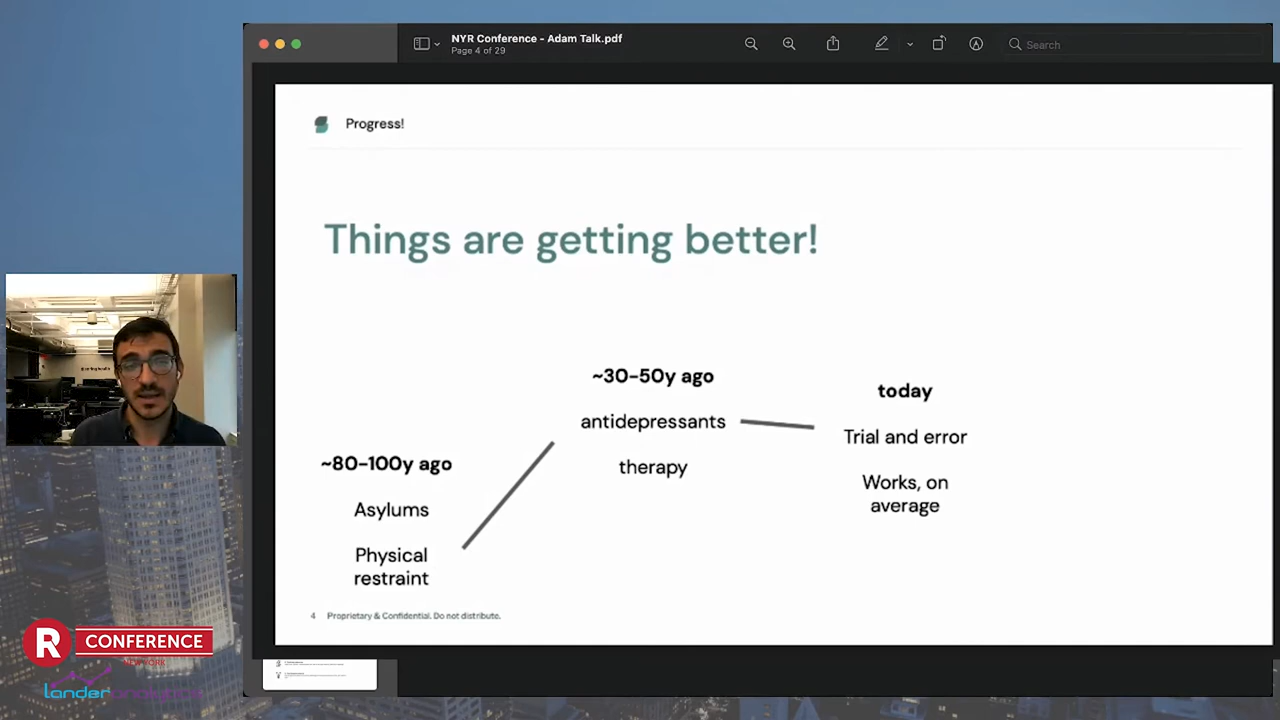 NYR Conference - Adam Talk.pdf
Page 4 of 29
Search
Progress!
Things are getting better!
~80-100y ago
Asylums
Physical
restraint
~30-50y ago
antidepressants
therapy
today
Trial and error
Works, on
average
4 Proprietary & Confidential. Do not distribute.
R CONFERENCE
NEW YORK
lander analytics